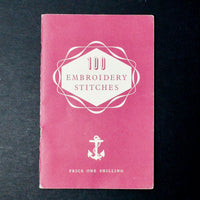 100
EMBROIDERY
STITCHES
PRICE ONE SHILLING